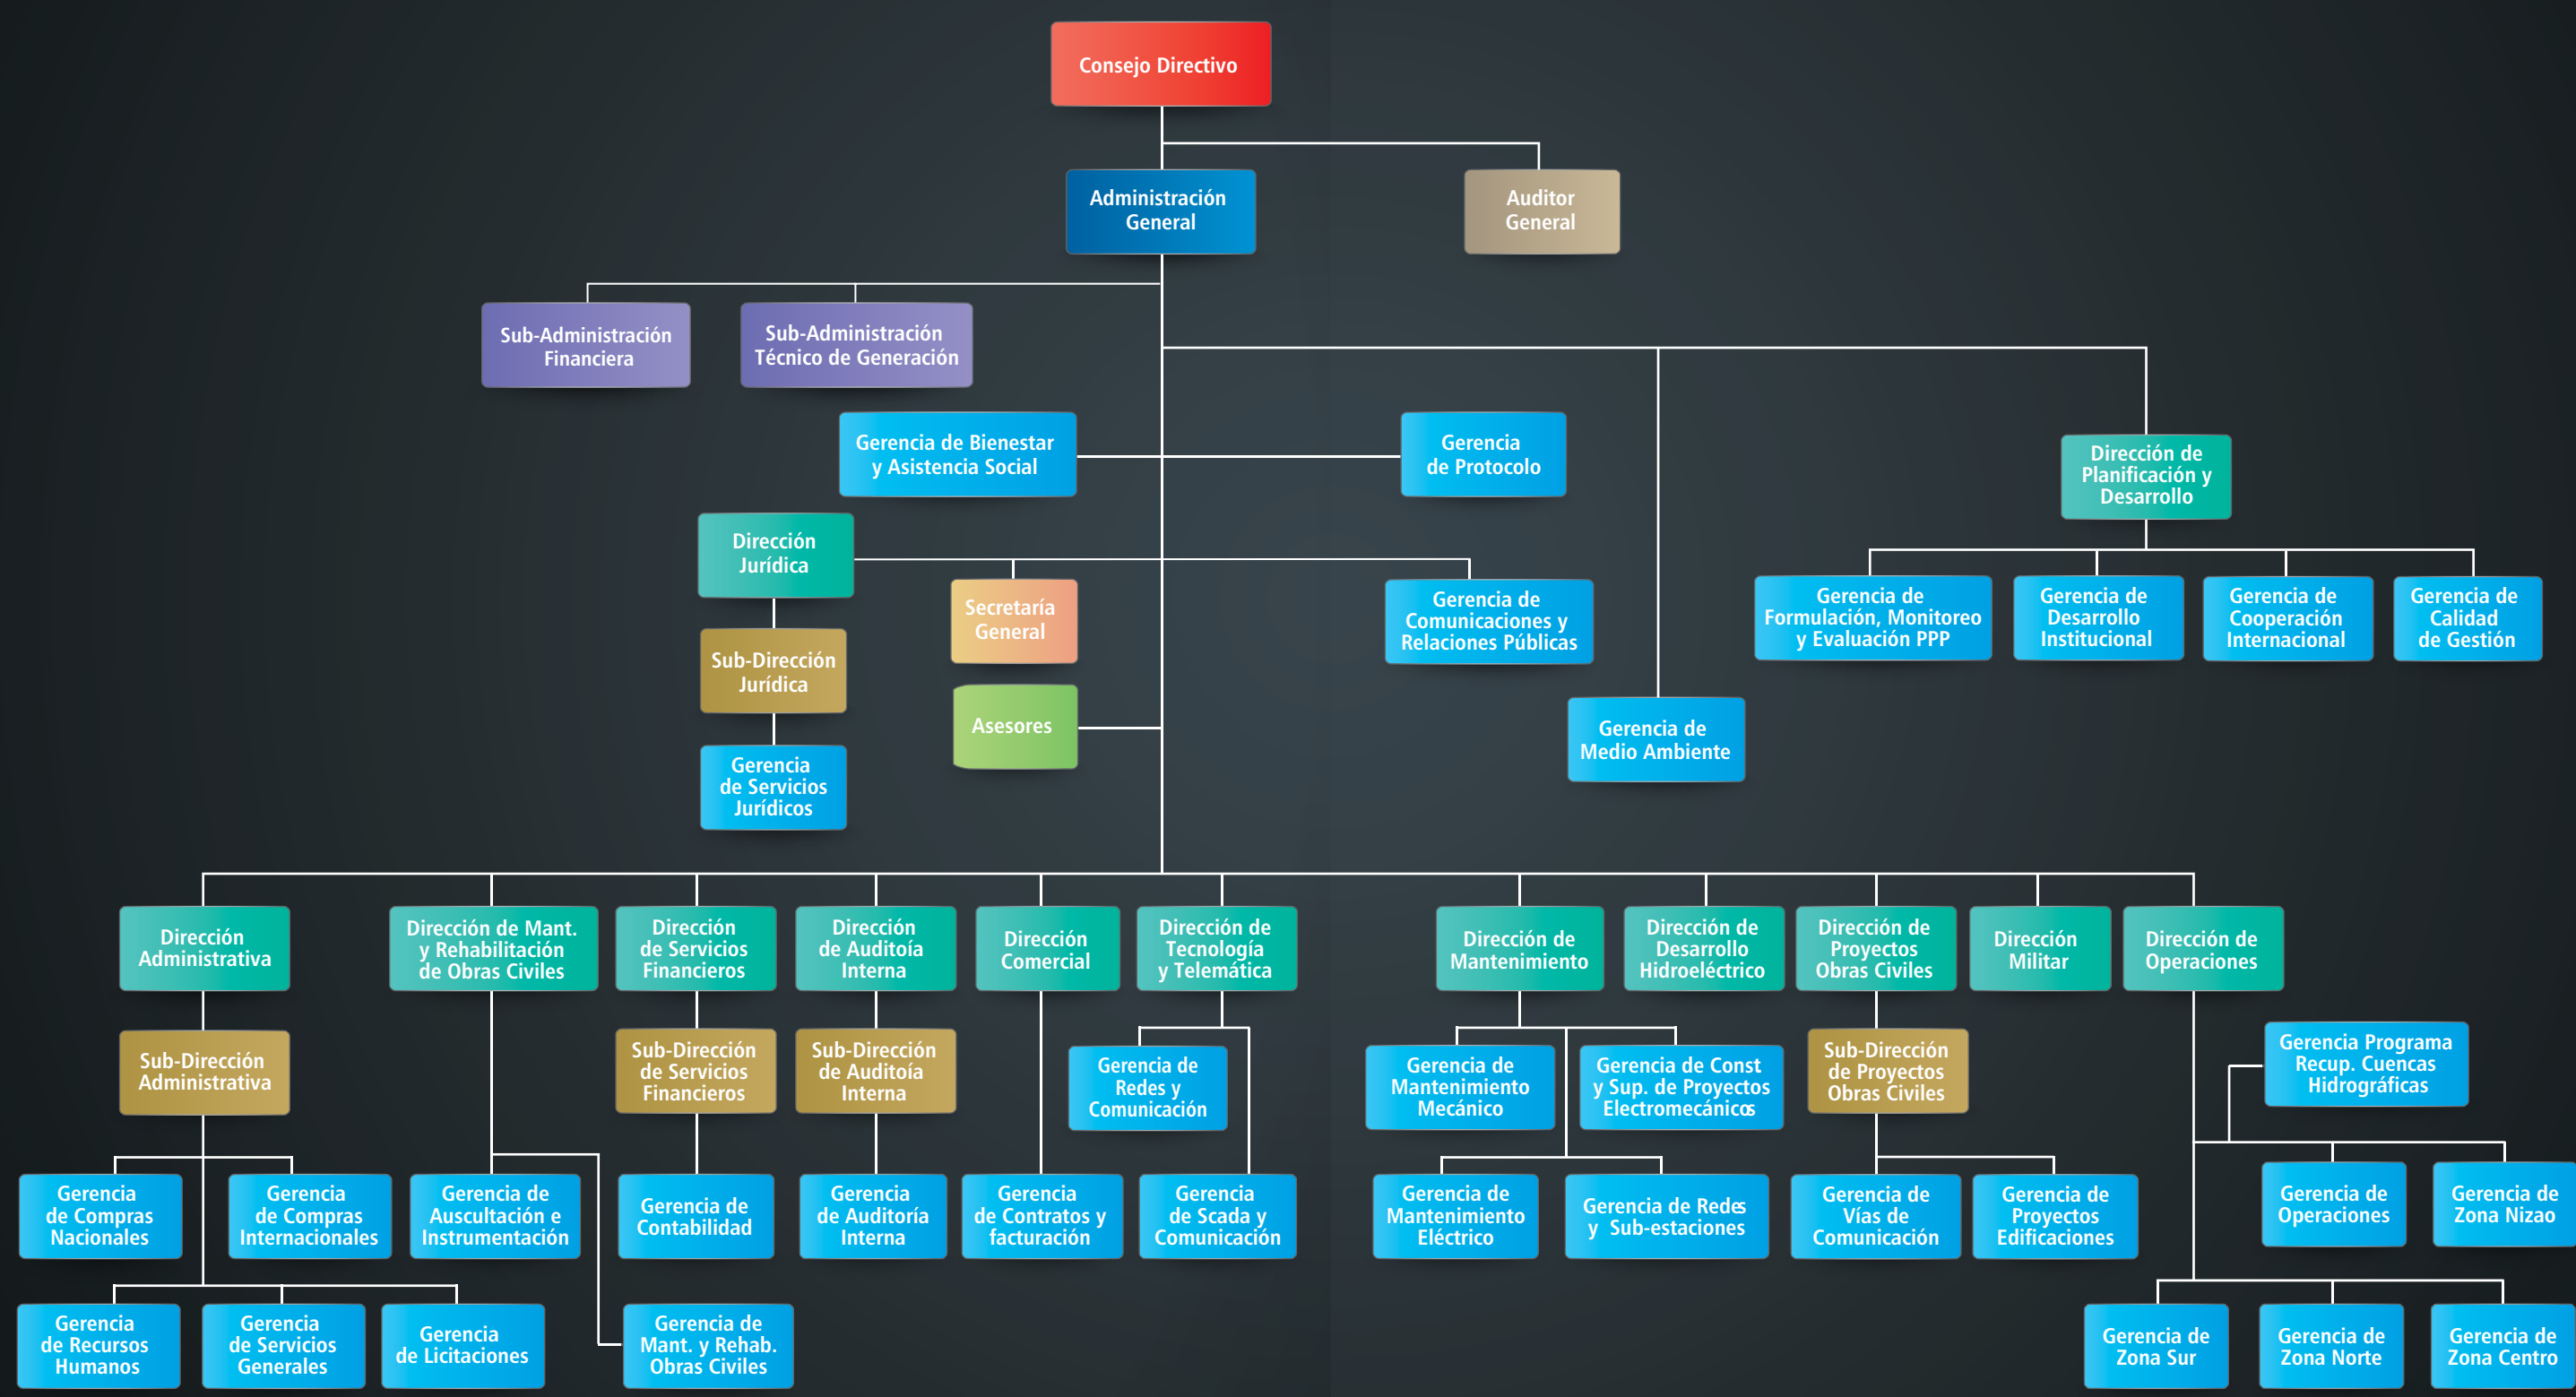 Consejo Directivo
Administración
General
Auditor
General
Sub-Administración
Financiera
Sub-Administración
Técnico de Generación
Gerencia de Bienestar
y Asistencia Social
Gerencia
de Protocolo
Dirección de
Planificación y
Desarrollo
Dirección
Jurídica
Secretaría
General
Gerencia de
Comunicaciones y
Relaciones Públicas
Gerencia de
Formulación, Monitoreo
y Evaluación PPP
Gerencia de
Desarrollo
Institucional
Gerencia de
Cooperación
Internacional
Gerencia de
Calidad
de Gestión
Sub-Dirección
Jurídica
Asesores
Gerencia de
Medio Ambiente
Gerencia
de Servicios
Jurídicos
Dirección
Administrativa
Dirección de Mant.
y Rehabilitación
de Obras Civiles
Dirección
de Servicios
Financieros
Dirección
de Auditoía
Interna
Dirección
Comercial
Dirección de
Tecnología
y Telemática
Dirección de
Mantenimiento
Dirección de
Desarrollo
Hidroeléctrico
Dirección de
Proyectos
Obras Civiles
Dirección
Militar
Dirección de
Operaciones
Sub-Dirección
Administrativa
Sub-Dirección
de Servicios
Financieros
Sub-Dirección
de Auditoía
Interna
Gerencia de
Redes y
Comunicación
Gerencia de
Mantenimiento
Mecánico
Gerencia de Const
y Sup. de Proyectos
Electromecánicos
Sub-Dirección
de Proyectos
Obras Civiles
Gerencia Programa
Recup. Cuencas
Hidrográficas
Gerencia
de Compras
Nacionales
Gerencia
de Compras
Internacionales
Gerencia de
Auscultación e
Instrumentación
Gerencia de
Contabilidad
Gerencia
de Auditoría
Interna
Gerencia
de Contratos y
facturación
Gerencia
de Scada y
Comunicación
Gerencia de
Mantenimiento
Eléctrico
Gerencia de Redes
y Sub-estaciones
Gerencia de
Vías de
Comunicación
Gerencia de
Proyectos
Edificaciones
Gerencia de
Operaciones
Gerencia de
Zona Nizao
Gerencia
de Recursos
Humanos
Gerencia
de Servicios
Generales
Gerencia
de Licitaciones
Gerencia de
Mant. y Rehab.
Obras Civiles
Gerencia de
Zona Sur
Gerencia de
Zona Norte
Gerencia de
Zona Centro